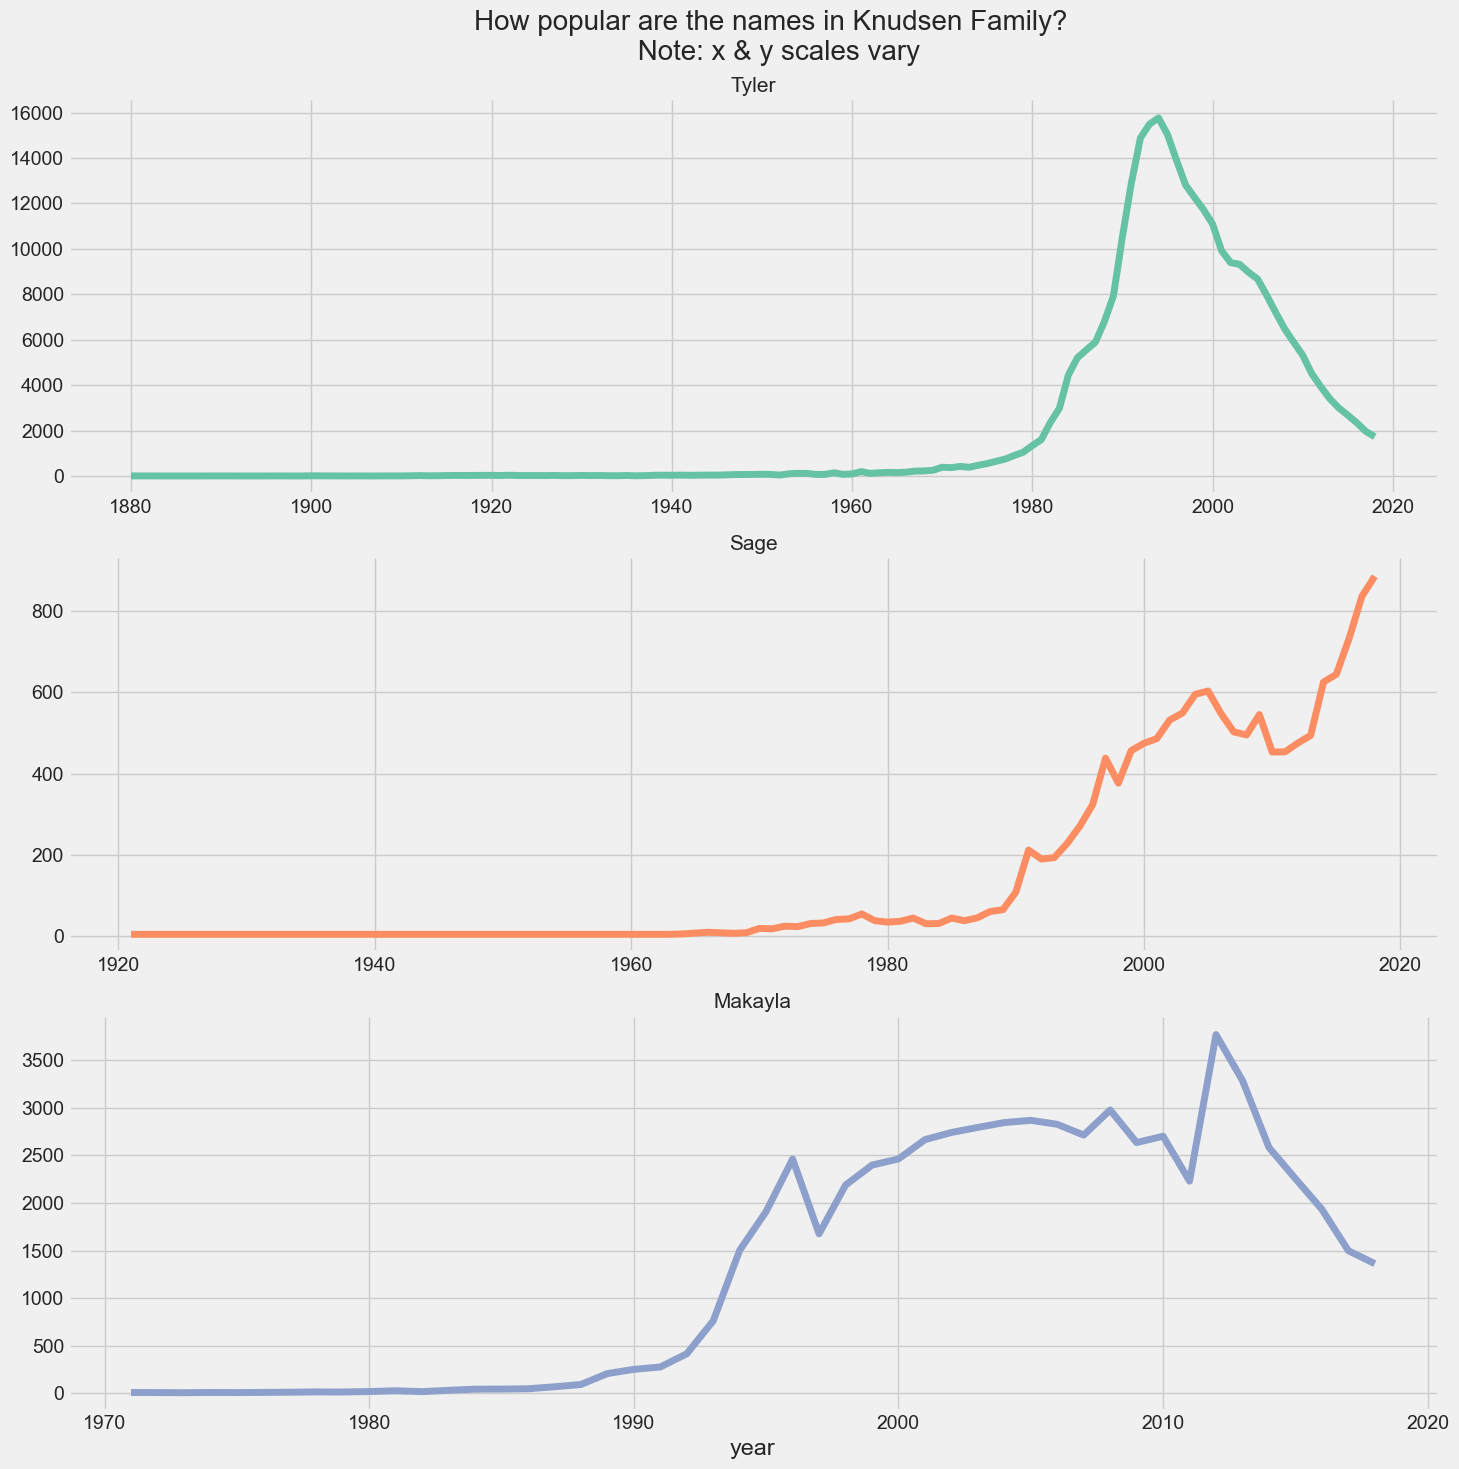 How popular are the names in Knudsen Family?
Note: x & y scales vary
Tyler
16000
14000
12000
10000
8000
6000
4000
2000
0
1880 1900 1920 1940 1960 1980 2000 2020
Sage
800
600
400
200
0
1920 1940 1960 1980 2000 2020
Makayla
3500
3000
2500
2000
1500
1000
500
0
1970 1980 1990 2000 2010 2020
year